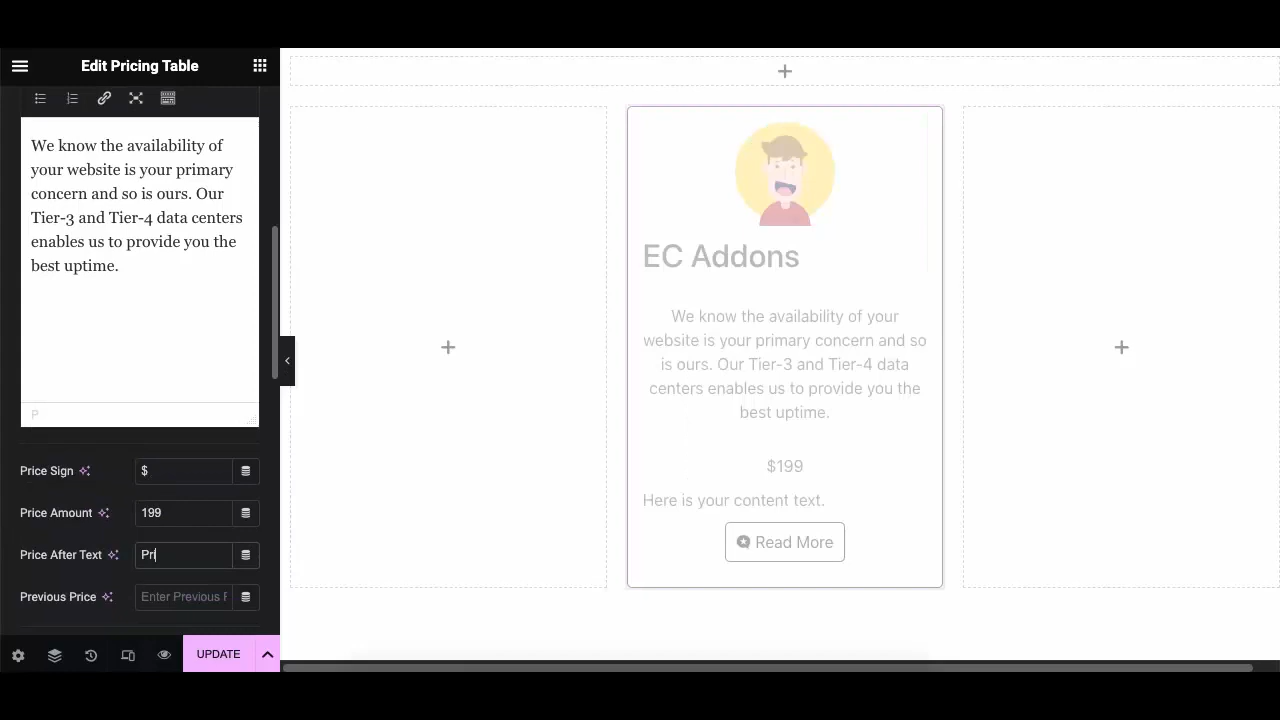 Edit Pricing Table
We know the availability of
your website is your primary
concern and so is ours. Our
Tier-3 and Tier-4 data centers
enables us to provide you the
best uptime.
P
Price Sign
$
Price Amount
199
Price After Text
Pri
Previous Price
Enter Previous P
UPDATE
EC Addons
We know the availability of your
website is your primary concern and so
is ours. Our Tier-3 and Tier-4 data
centers enables us to provide you the
best uptime.
$199
Here is your content text.
Read More